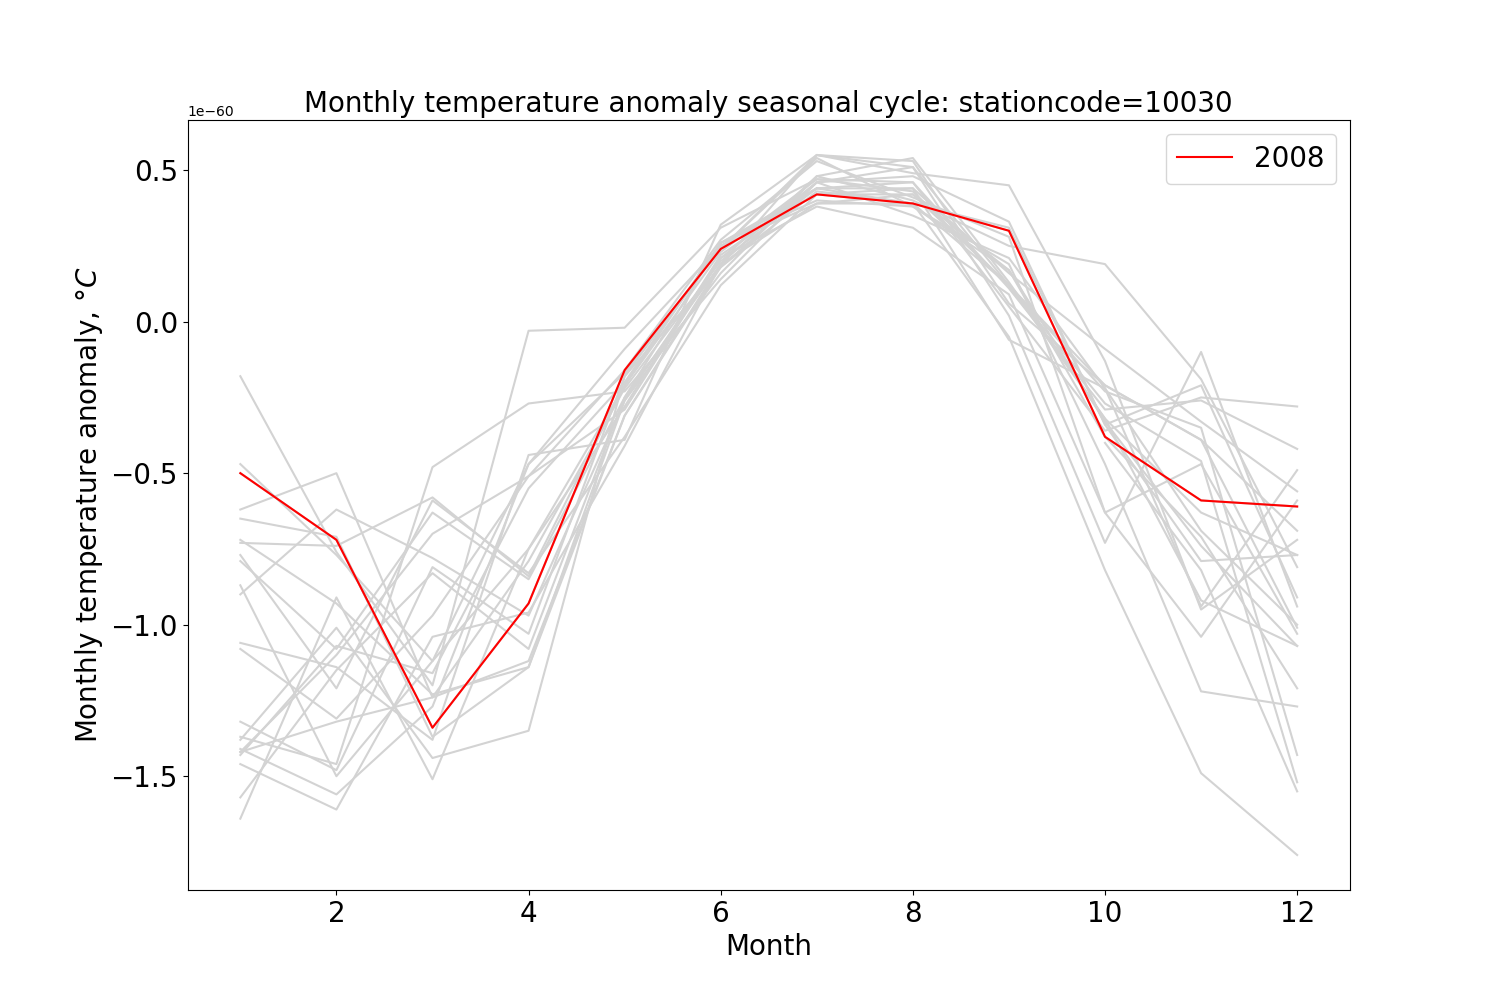 Monthly temperature anomaly seasonal cycle: stationcode=10030
1e−60
2008
Monthly temperature anomaly, °C
0.5
0.0
−0.5
−1.0
−1.5
2 4 6 8 10 12
Month